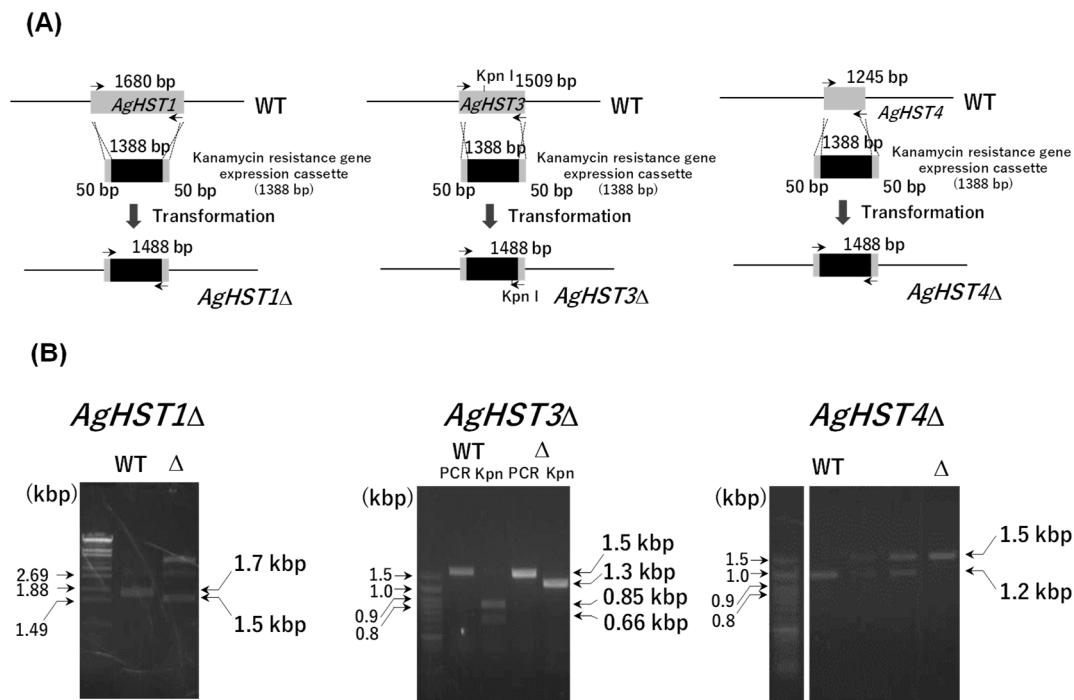 (A)
1680 bp
AgHST1
WT
1388 bp
Kanamycin resistance gene
expression cassette
(1388 bp)
50 bp
50 bp
Transformation
1488 bp
AgHST1Δ
Kpn I
1509 bp
AgHST3
WT
1388 bp
Kanamycin resistance gene
expression cassette
(1388 bp)
50 bp
50 bp
Transformation
1488 bp
Kpn I
AgHST3Δ
1245 bp
WT
AgHST4
1388 bp
Kanamycin resistance gene
expression cassette
(1388 bp)
50 bp
50 bp
Transformation
1488 bp
AgHST4Δ
(B)
AgHST1Δ
WT Δ
(kbp)
2.69
1.88
1.49
1.7 kbp
1.5 kbp
AgHST3Δ
WT Δ
PCR Kpn PCR Kpn
(kbp)
1.5
1.0
0.9
0.8
1.5 kbp
1.3 kbp
0.85 kbp
0.66 kbp
AgHST4Δ
WT Δ
(kbp)
1.5
1.0
0.9
0.8
1.5 kbp
1.2 kbp